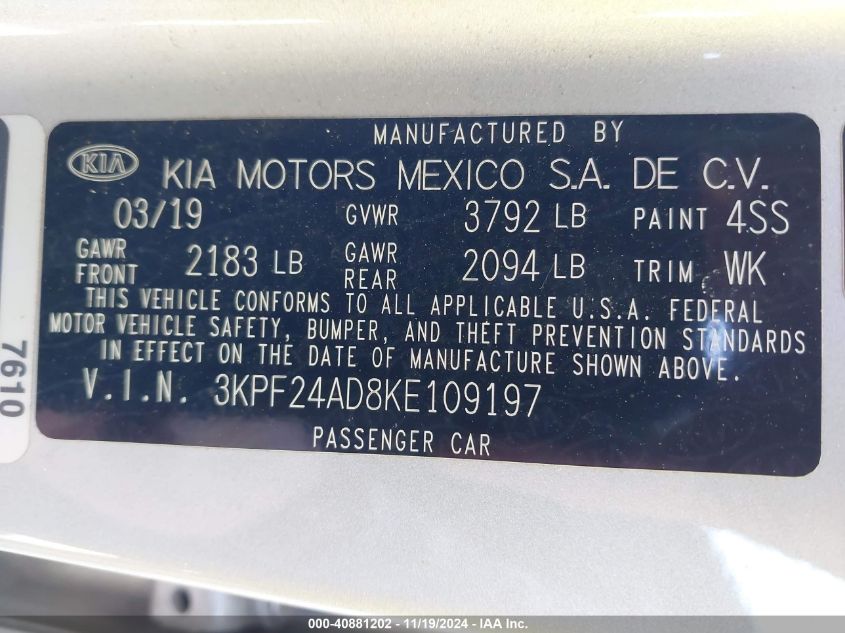 MANUFACTURED BY
KIA KIA MOTORS MEXICO S.A. DE C.V.
03/19 GVWR 3792 LB PAINT 4SS
GAWR FRONT 2183 LB GAWR REAR 2094 LB TRIM WK
THIS VEHICLE CONFORMS TO ALL APPLICABLE U.S.A. FEDERAL
MOTOR VEHICLE SAFETY, BUMPER, AND THEFT PREVENTION STANDARDS
IN EFFECT ON THE DATE OF MANUFACTURE SHOWN ABOVE.
V.I.N. 3KPF24AD8KE109197
PASSENGER CAR
7610
000-40881202 - 11/19/2024 - IAA Inc.